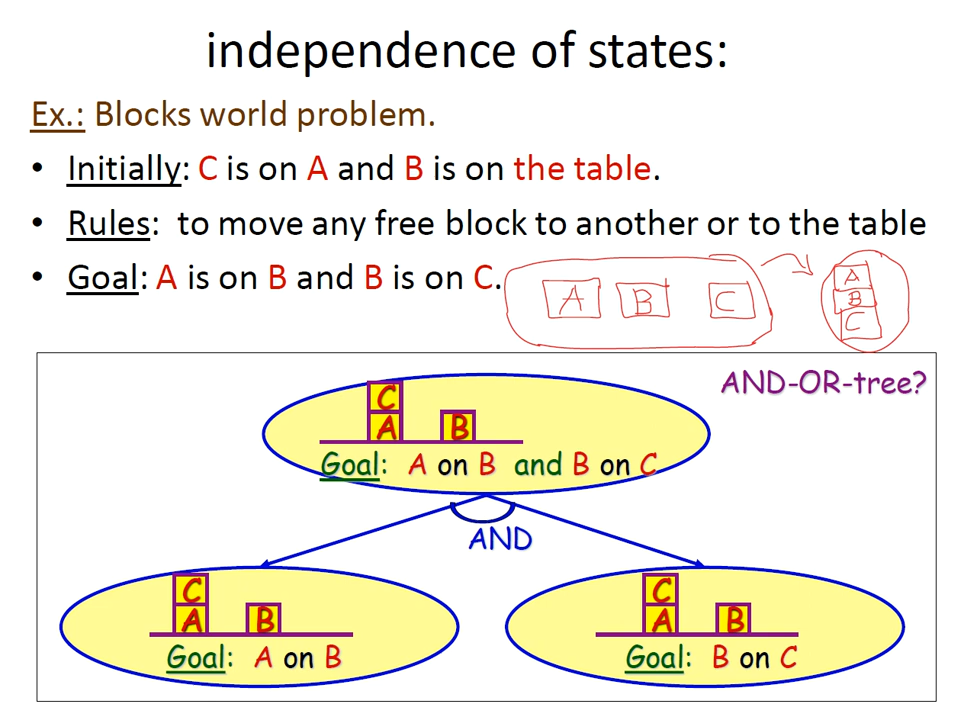 independence of states:
Ex.: Blocks world problem.
• Initially: C is on A and B is on the table.
• Rules: to move any free block to another or to the table
• Goal: A is on B and B is on C.
A B C
A
B
C
AND-OR-tree?
C
A B
Goal: A on B and B on C
AND
C
A B
Goal: A on B
C
A B
Goal: B on C